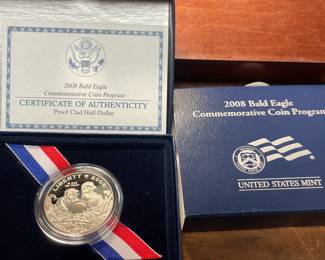 2008 Bald Eagle
Commemorative Coin Program
CERTIFICATE OF AUTHENTICITY
Proof Clad Half-Dollar
2008 Bald Eagle
Commemorative Coin Program
UNITED STATES MINT
LIBERTY 2008